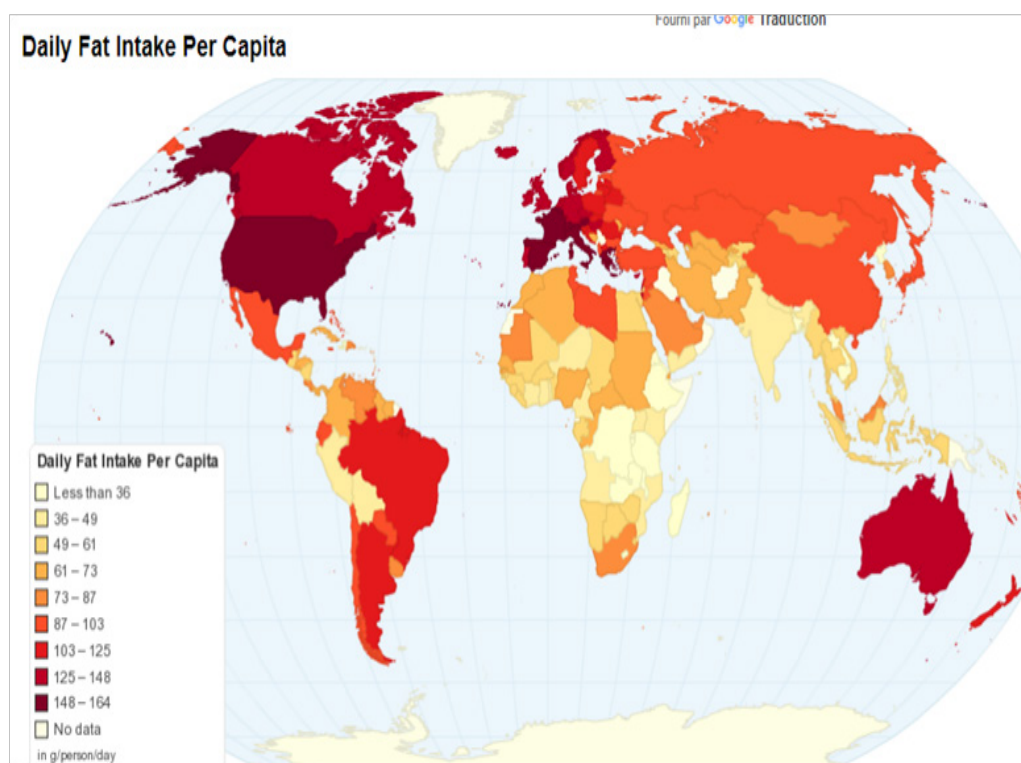 Fourni par Google Traduction
Daily Fat Intake Per Capita
Daily Fat Intake Per Capita
Less than 36
36 – 49
49 – 61
61 – 73
73 – 87
87 – 103
103 – 125
125 – 148
148 – 164
No data
in g/person/day